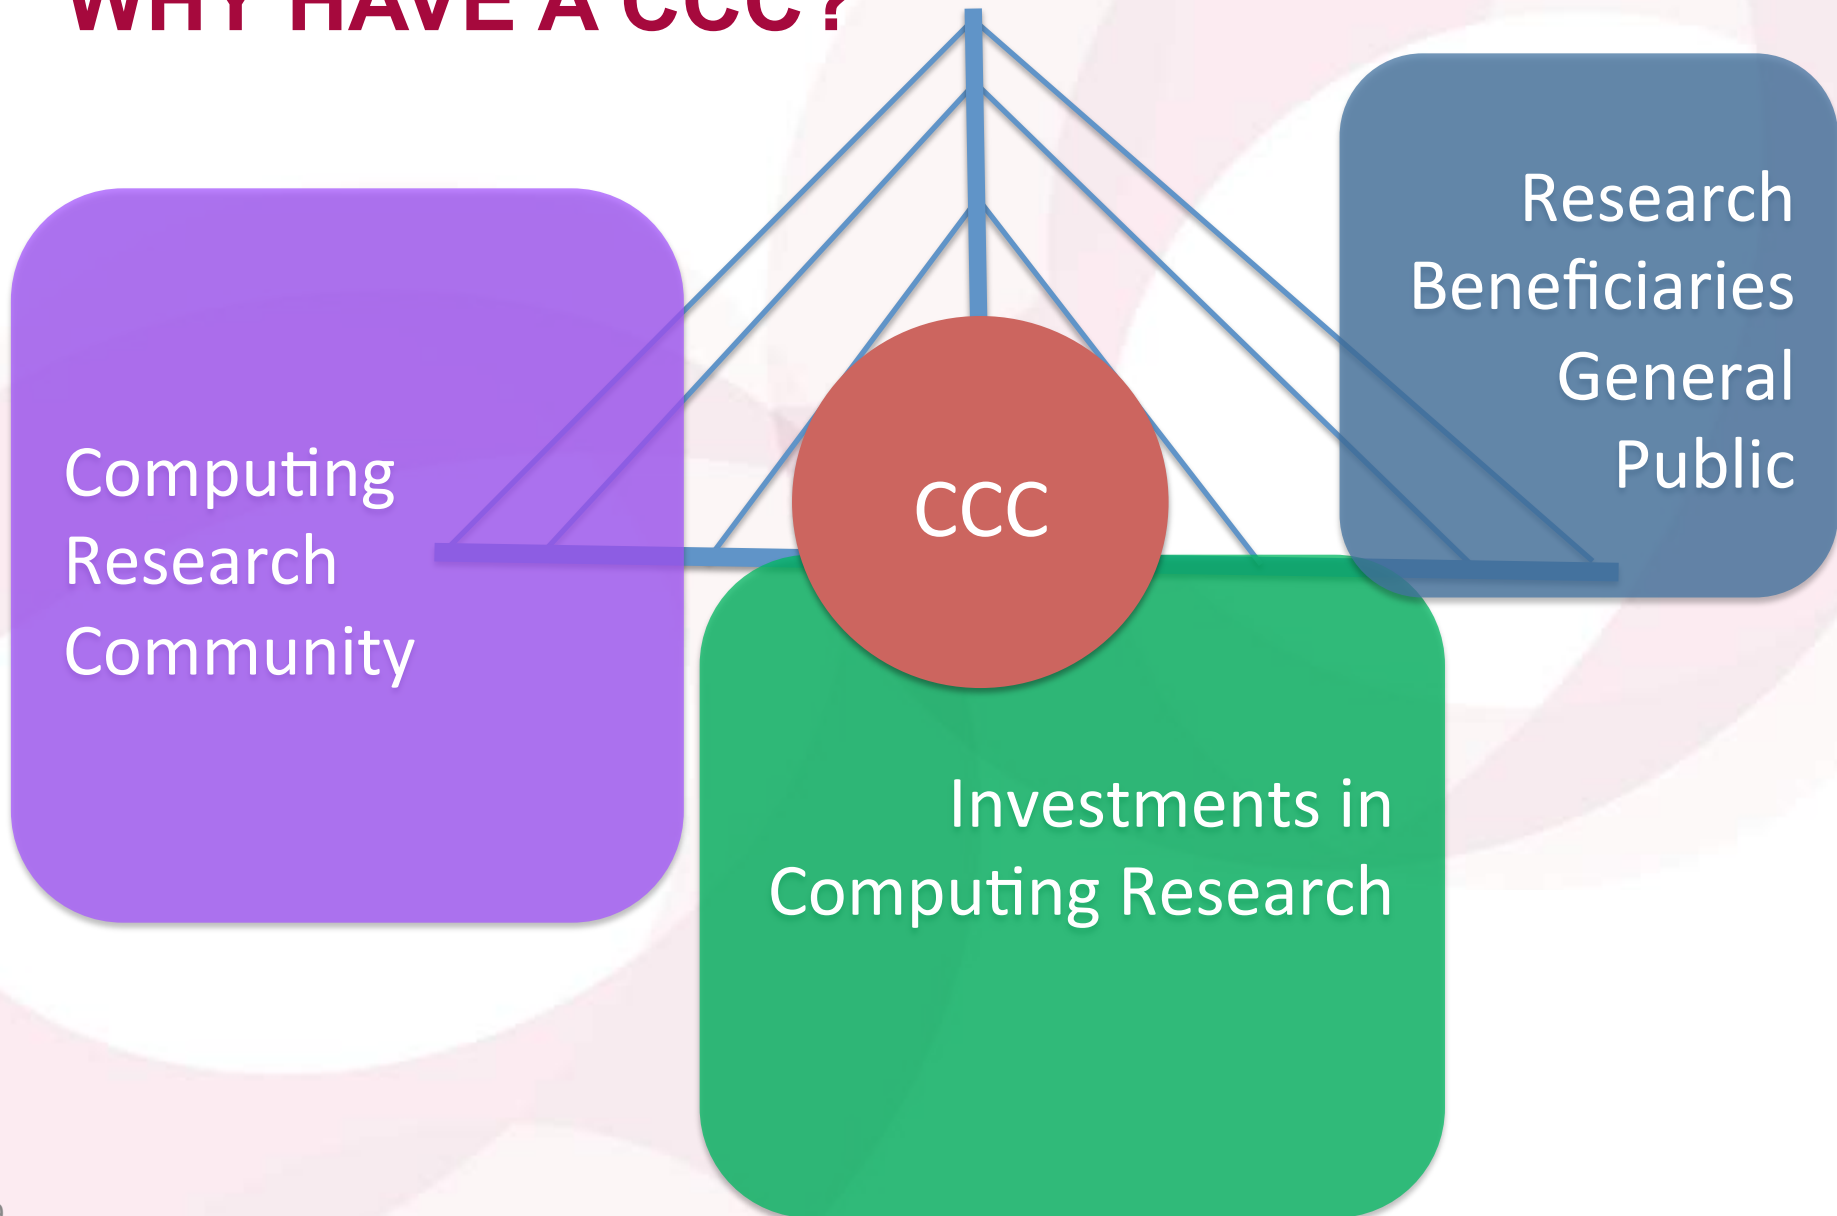 WHY HAVE A CCC?
Computing
Research
Community
CCC
Research
Beneficiaries
General
Public
Investments in
Computing Research